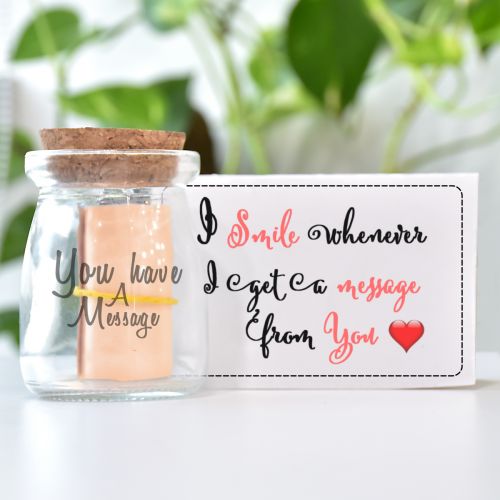 You have
A
Message
I Smile whenever
I get a message
from You ❤